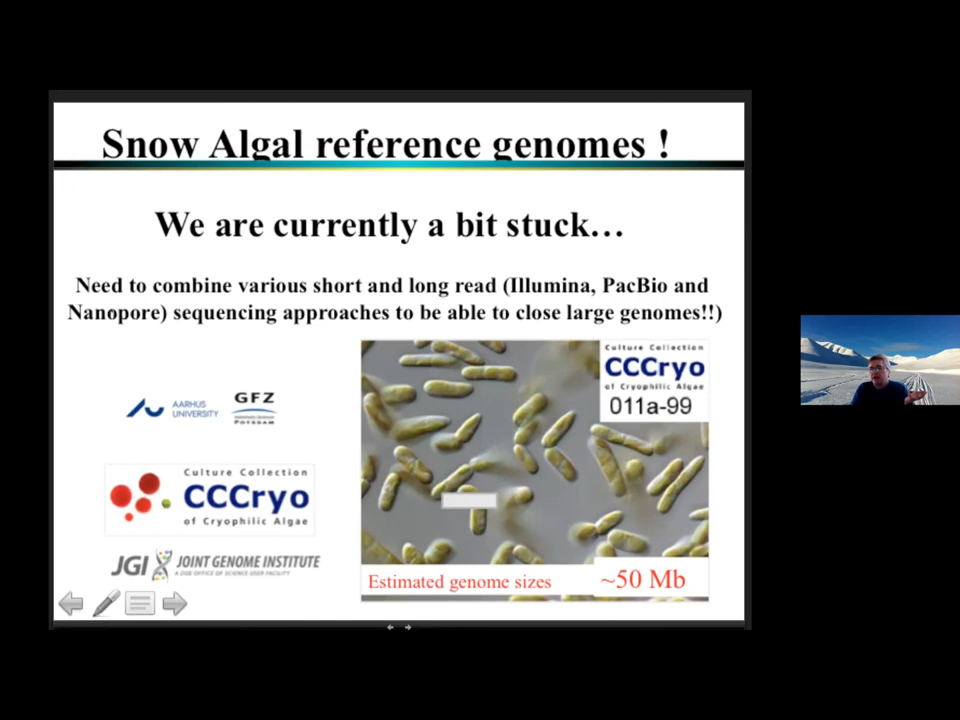 Snow Algal reference genomes !
We are currently a bit stuck…
Need to combine various short and long read (Illumina, PacBio and
Nanopore) sequencing approaches to be able to close large genomes!!)
AARHUS
UNIVERSITY
GFZ
POTSDAM
Culture Collection
CCCryo
of Cryophilic Algae
JGI JOINT GENOME INSTITUTE
A DOE OFFICE OF SCIENCE USER FACILITY
Culture Collection
CCCryo
of Cryophilic Algae
011a-99
Estimated genome sizes ~50 Mb